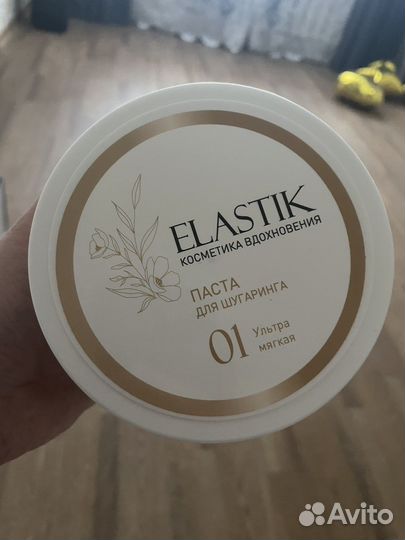 ELASTIK
КОСМЕТИКА ВДОХНОВЕНИЯ
ПАСТА
ДЛЯ ШУГАРИНГА
01 Ультра
мягкая
Avito